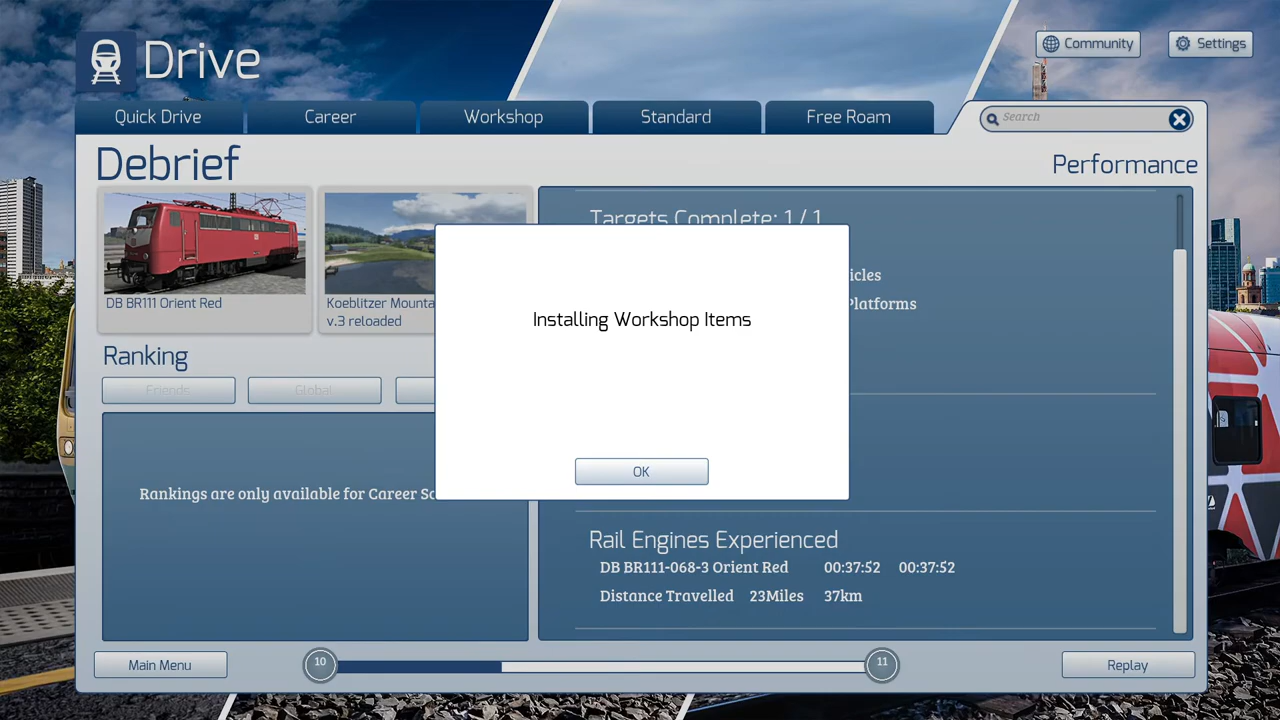 Drive
Community
Settings
Quick Drive
Career
Workshop
Standard
Free Roam
Search
Debrief
Performance
DB BR111 Orient Red
Koeblitzer Mounta
v.3 reloaded
Targets Complete: 1 / 1
icles
Platforms
Installing Workshop Items
OK
Ranking
Friends
Global
Rankings are only available for Career Sc
Rail Engines Experienced
DB BR111-068-3 Orient Red 00:37:52 00:37:52
Distance Travelled 23Miles 37km
Main Menu
10
11
Replay